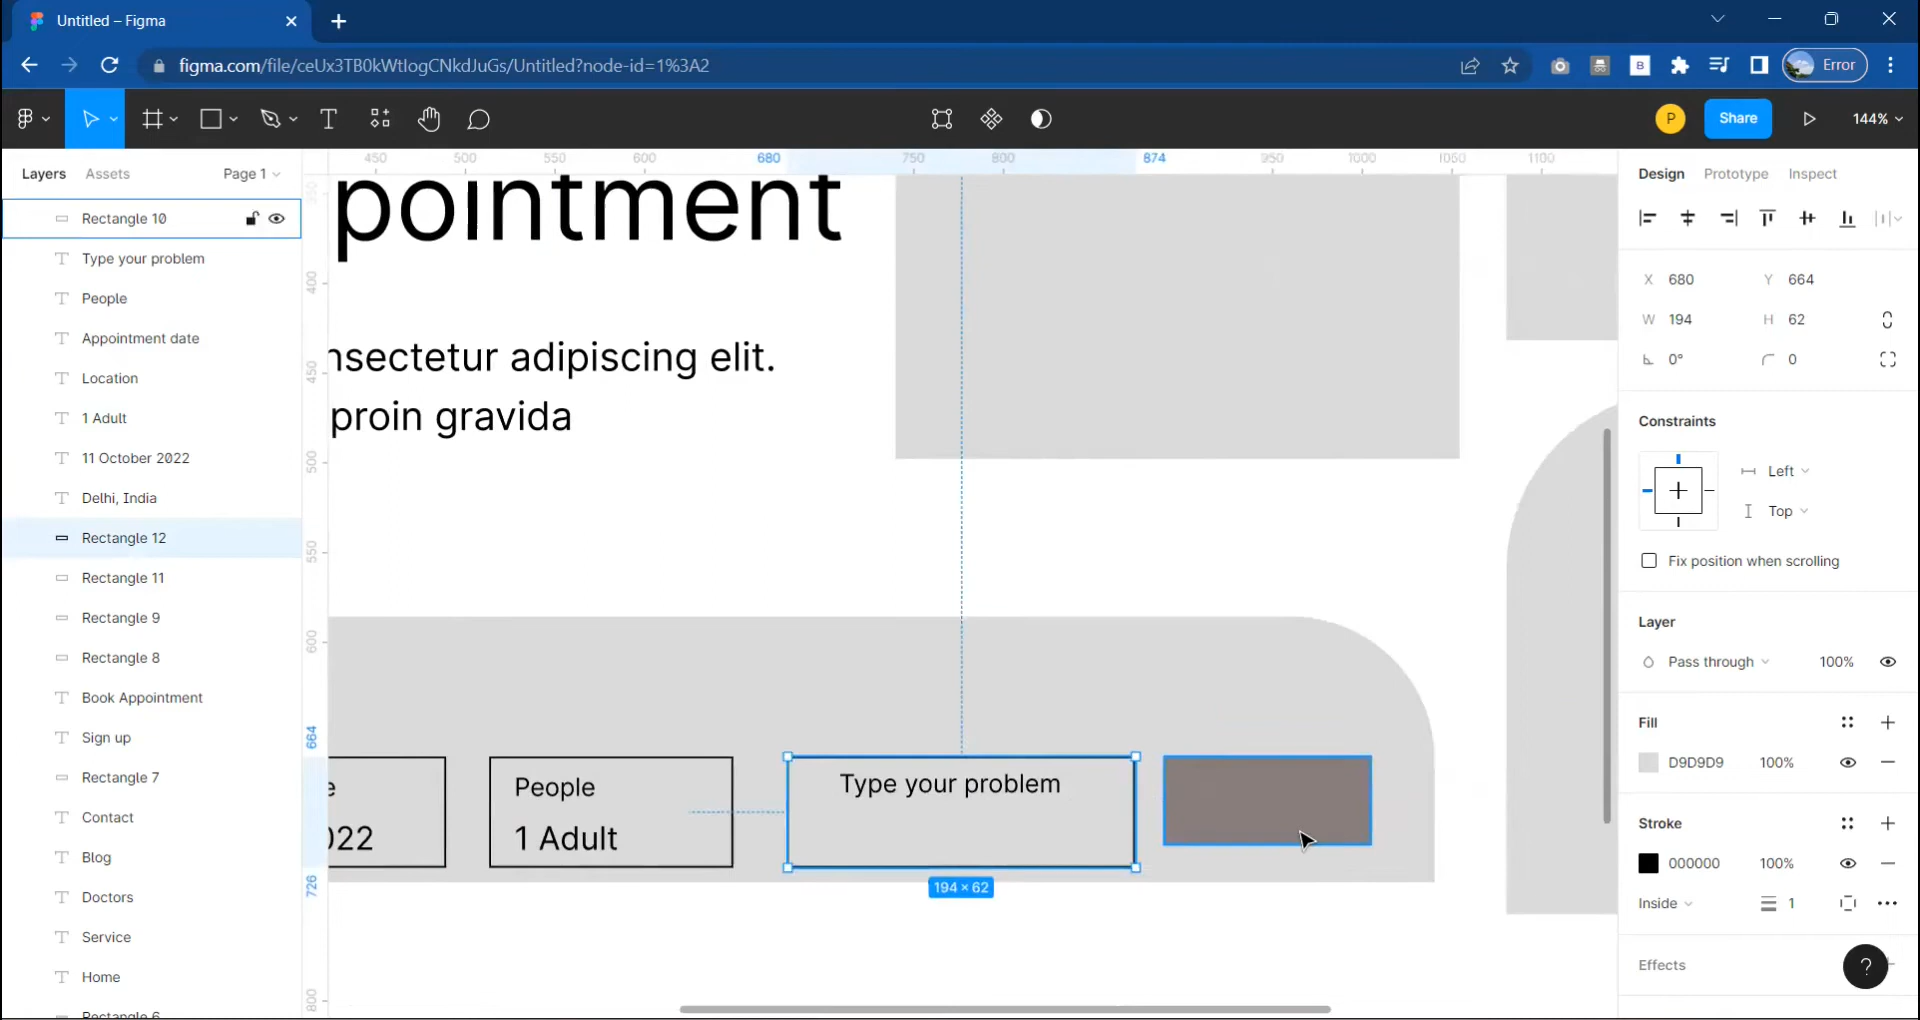 Untitled – Figma
figma.com/file/ceUx3TB0kWtIogCNkdJuGs/Untitled?node-id=1%3A2
B
Error
P
Share
144%
Layers
Assets
Page 1
Rectangle 10
Type your problem
People
Appointment date
Location
1 Adult
11 October 2022
Delhi, India
Rectangle 12
Rectangle 11
Rectangle 9
Rectangle 8
Book Appointment
Sign up
Rectangle 7
Contact
Blog
Doctors
Service
Home
Rectangle 6
450
500
550
600
680
750
800
874
950
1000
1050
1100
350
400
450
500
550
600
664
726
800
pointment
nsectetur adipiscing elit.
proin gravida
e
022
People
1 Adult
Type your problem
194 × 62
Design
Prototype
Inspect
X 680
Y 664
W 194
H 62
0°
0
Constraints
Left
Top
Fix position when scrolling
Layer
Pass through
100%
Fill
D9D9D9
100%
Stroke
000000
100%
Inside
1
Effects
?